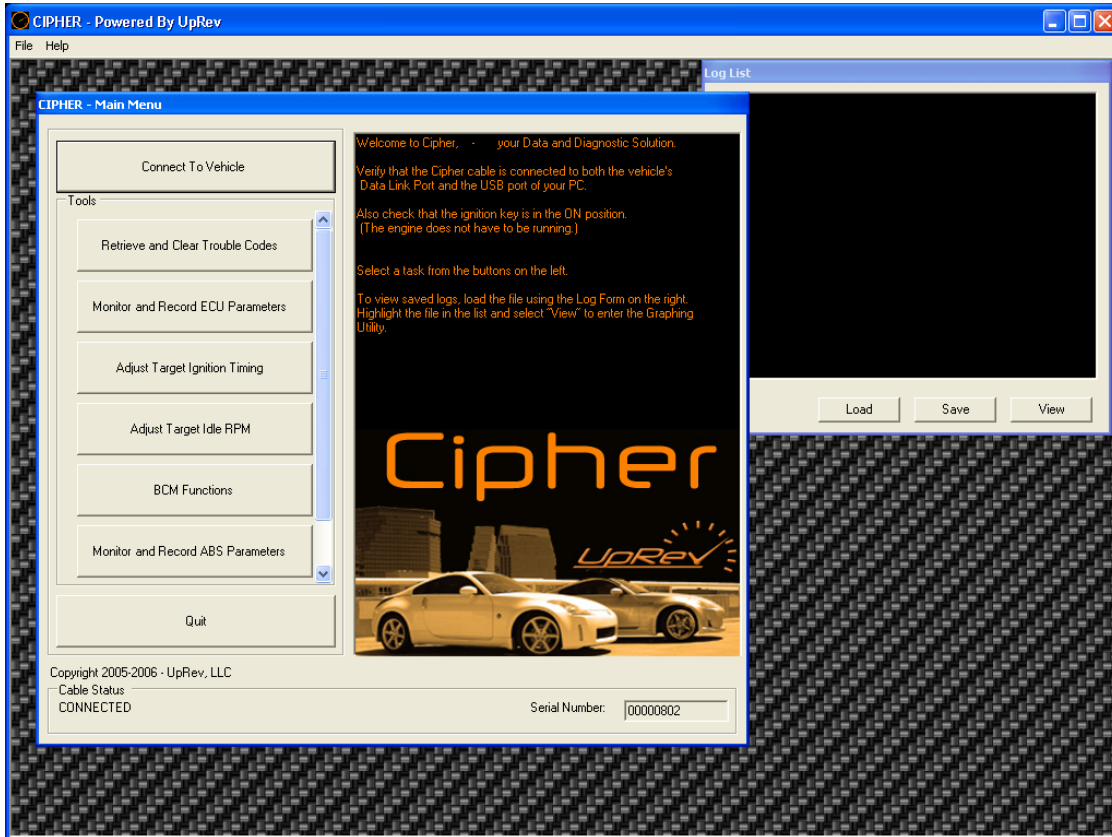 CIPHER - Powered By UpRev
File Help
Log List
CIPHER - Main Menu
Connect To Vehicle
Tools
Retrieve and Clear Trouble Codes
Monitor and Record ECU Parameters
Adjust Target Ignition Timing
Adjust Target Idle RPM
BCM Functions
Monitor and Record ABS Parameters
Quit
Welcome to Cipher, - your Data and Diagnostic Solution.
Verify that the Cipher cable is connected to both the vehicle's
Data Link Port and the USB port of your PC.
Also check that the ignition key is in the ON position.
(The engine does not have to be running.)
Select a task from the buttons on the left.
To view saved logs, load the file using the Log Form on the right.
Highlight the file in the list and select "View" to enter the Graphing
Utility.
Cipher
UpRev
Load Save View
Copyright 2005-2006 - UpRev, LLC
Cable Status
CONNECTED
Serial Number: 00000802